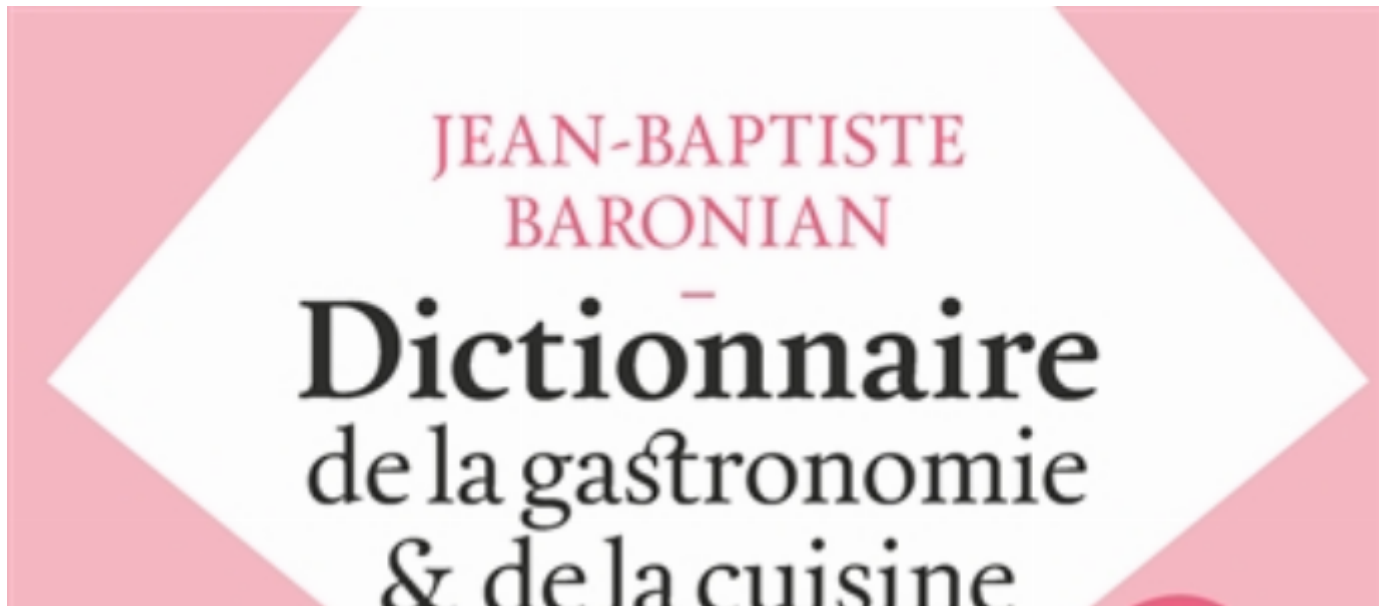 JEAN-BAPTISTE
BARONIAN
–
Dictionnaire
de la gastronomie
& de la cuisine